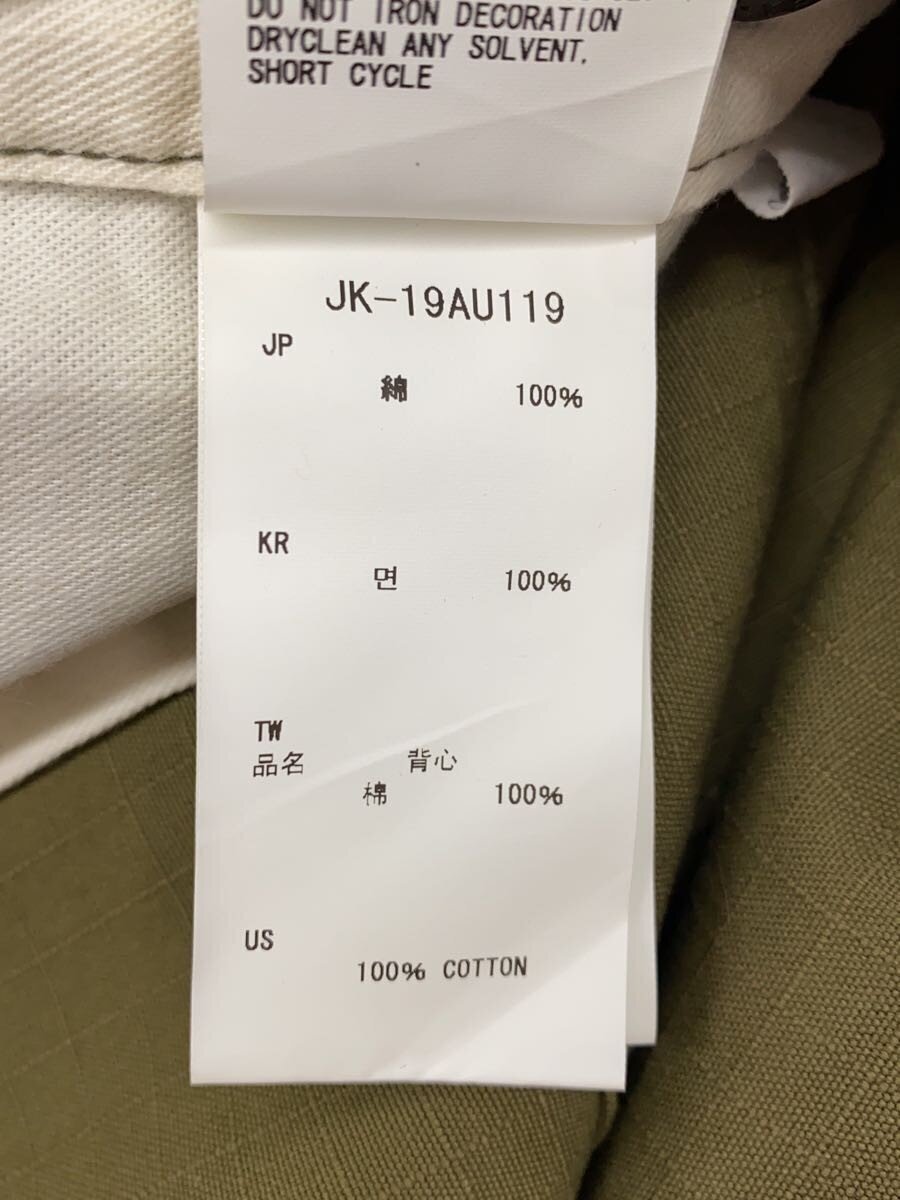 DO NOT IRON DECORATION
DRYCLEAN ANY SOLVENT,
SHORT CYCLE
JK-19AU119
JP
綿 100%
KR
면 100%
TW
品名 背心
棉 100%
US
100% COTTON